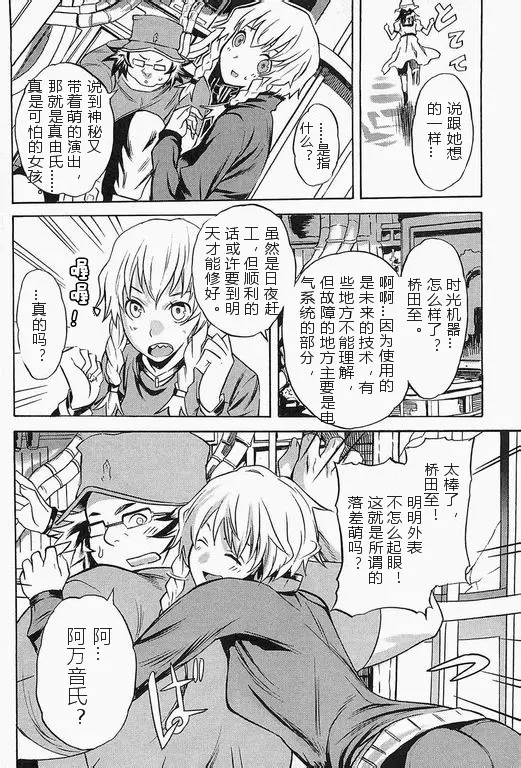 说跟她想
的一样…
とてて
……是指
什么？
说到神秘又
带着萌的演出，
那就是真由氏…
真是可怕的女孩。
时光机器…
怎么样了？
桥田至。
啊啊…因为使用的
是未来的技术，有
些地方不能理解，
但故障的地方主要是电
气系统的部分，
虽然是日夜赶
工，但顺利的
话或许要到明
天才能修好。
…真的吗？
太棒了，
桥田至！
明明外表
不怎么起眼！
这就是所谓的
落差萌吗？
阿…
阿万音氏？